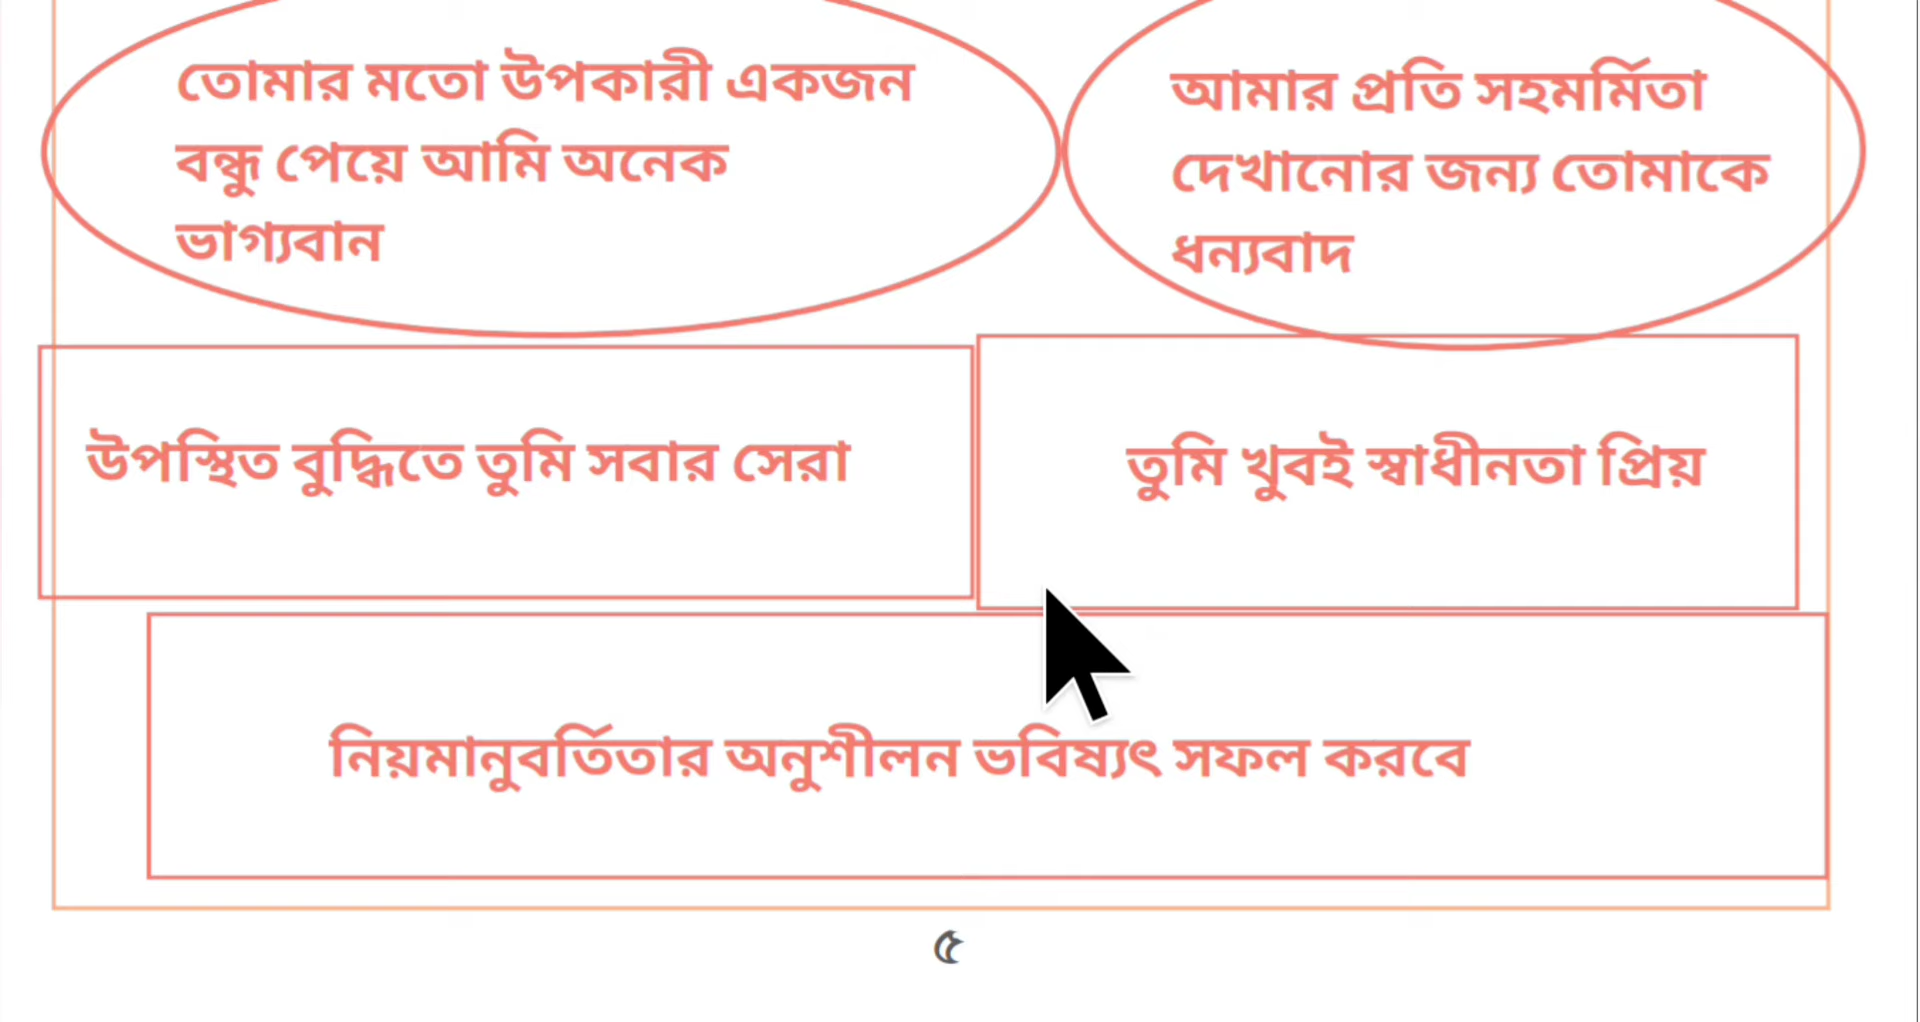 তোমার মতো উপকারী একজন
বন্ধু পেয়ে আমি অনেক
ভাগ্যবান
আমার প্রতি সহমর্মিতা
দেখানোর জন্য তোমাকে
ধন্যবাদ
উপস্থিত বুদ্ধিতে তুমি সবার সেরা
তুমি খুবই স্বাধীনতা প্রিয়
নিয়মানুবর্তিতার অনুশীলন ভবিষ্যৎ সফল করবে
৫